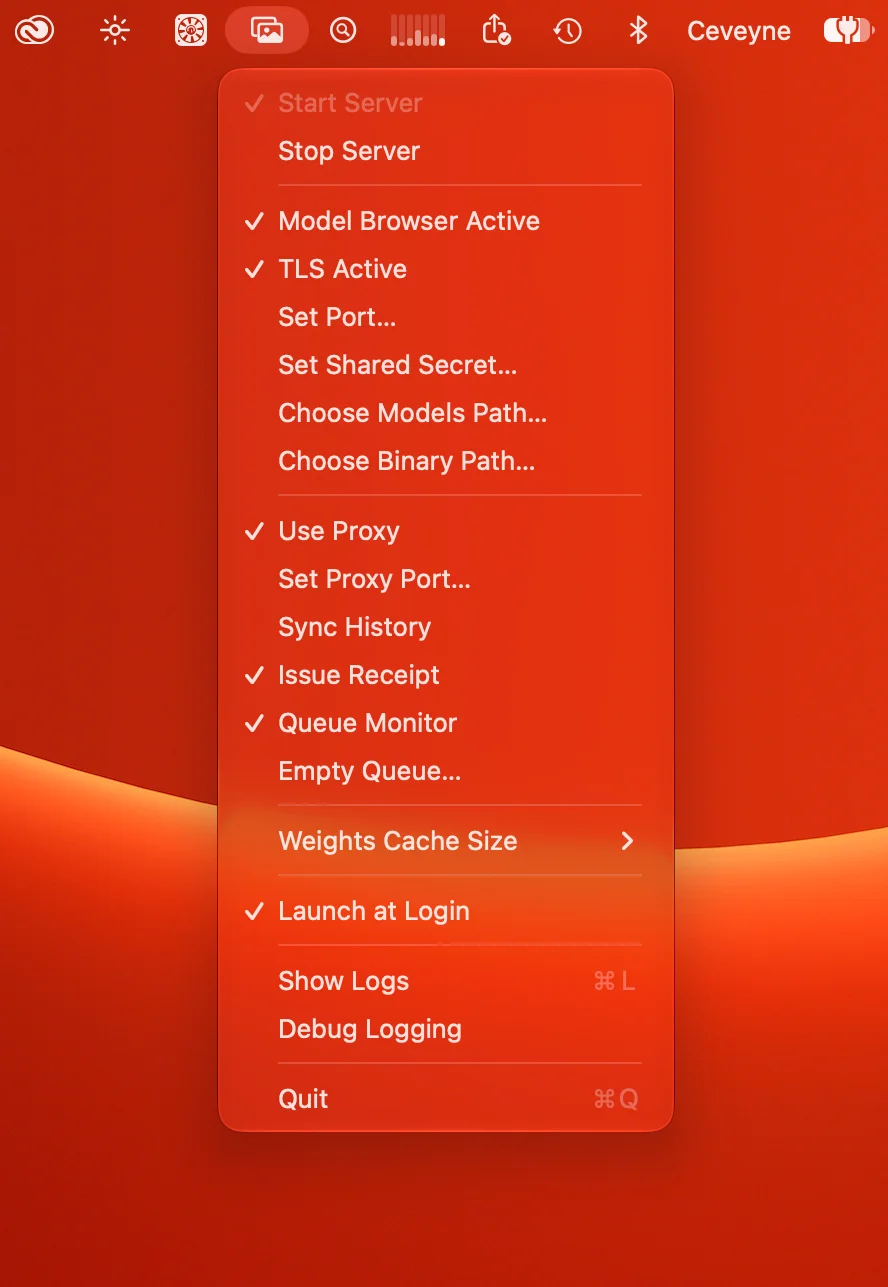 Ceveyne
✓ Start Server
Stop Server
✓ Model Browser Active
✓ TLS Active
Set Port...
Set Shared Secret...
Choose Models Path...
Choose Binary Path...
✓ Use Proxy
Set Proxy Port...
Sync History
✓ Issue Receipt
✓ Queue Monitor
Empty Queue...
Weights Cache Size
✓ Launch at Login
Show Logs ⌘ L
Debug Logging
Quit ⌘ Q